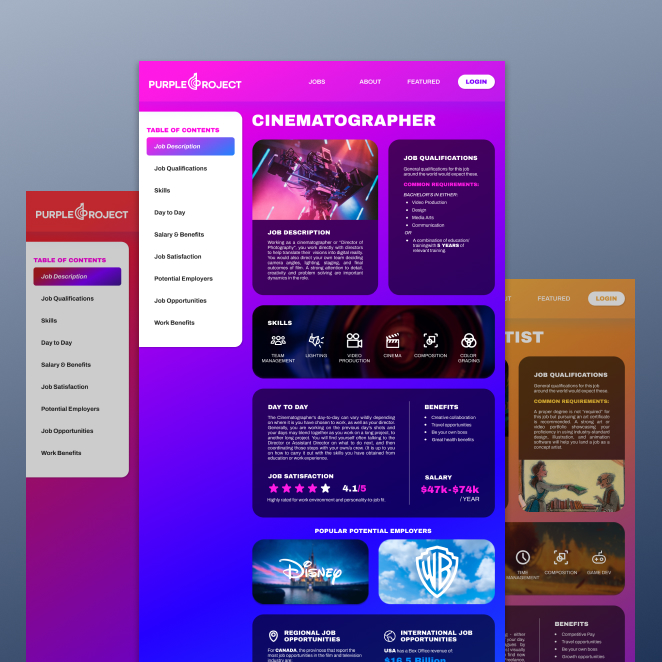 PURPLE PROJECT
JOBS
ABOUT
FEATURED
LOGIN
TABLE OF CONTENTS
Job Description
Job Qualifications
Skills
Day to Day
Salary & Benefits
Job Satisfaction
Potential Employers
Job Opportunities
Work Benefits
CINEMATOGRAPHER
JOB DESCRIPTION
Working as a cinematographer or "Director of
Photography", you work directly with directors
to help translate their visions into digital reality.
You would also direct your own team deciding
camera angles, lighting, staging, and final
outcomes of film. A strong attention to detail,
creativity and problem solving are important
dynamics in the role.
JOB QUALIFICATIONS
General qualifications for this job
around the world would expect these.
COMMON REQUIREMENTS:
BACHELOR'S IN EITHER:
Video Production
Design
Media Arts
Communication
OR
A combination of education/
training/with 5 YEARS of
relevant training
SKILLS
TEAM
MANAGEMENT
LIGHTING
VIDEO
PRODUCTION
CINEMA
COMPOSITION
COLOR
GRADING
DAY TO DAY
The Cinematographer's day-to-day can vary wildly depending
on where it is you have chosen to work, as well as your director.
Generally, you are working on the previous day's shoots and
your days may blend together as you work on a long project, to
another long project. You will find yourself often talking to the
Director or Assistant Director on what to do next, and then
coordinating those steps with your own crew's. (It is up to you
on how to carry it out with the skills you have obtained from
education or work experience).
BENEFITS
Creative collaboration
Travel opportunities
Be your own boss
Great health benefits
JOB SATISFACTION
4.1/5
Highly rated for work environment and personality-to-job fit.
SALARY
$47k-$74k
/ YEAR
POPULAR POTENTIAL EMPLOYERS
Disney
WB
REGIONAL JOB
OPPORTUNITIES
For CANADA, the provinces that report the
most job opportunities in the film and television
industry are:
INTERNATIONAL JOB
OPPORTUNITIES
USA has a Box Office revenue of:
$16.5 Billion
PURPLE PROJECT
TABLE OF CONTENTS
Job Description
Job Qualifications
Skills
Day to Day
Salary & Benefits
Job Satisfaction
Potential Employers
Job Opportunities
Work Benefits
UT
FEATURED
LOGIN
TIST
JOB QUALIFICATIONS
General qualifications for this job
around the world would expect these.
COMMON REQUIREMENTS:
A proper degree is not "required" for
this job but pursuing an art certificate
is recommended. A strong art or
video portfolio showcasing your
proficiency in using industry-standard
design, illustration, and animation
software will help you land a job as a
concept artist.
TIME
MANAGEMENT
COMPOSITION
GAME DEV
BENEFITS
Competitive Pay
Travel opportunities
Be your own boss
Growth opportunities